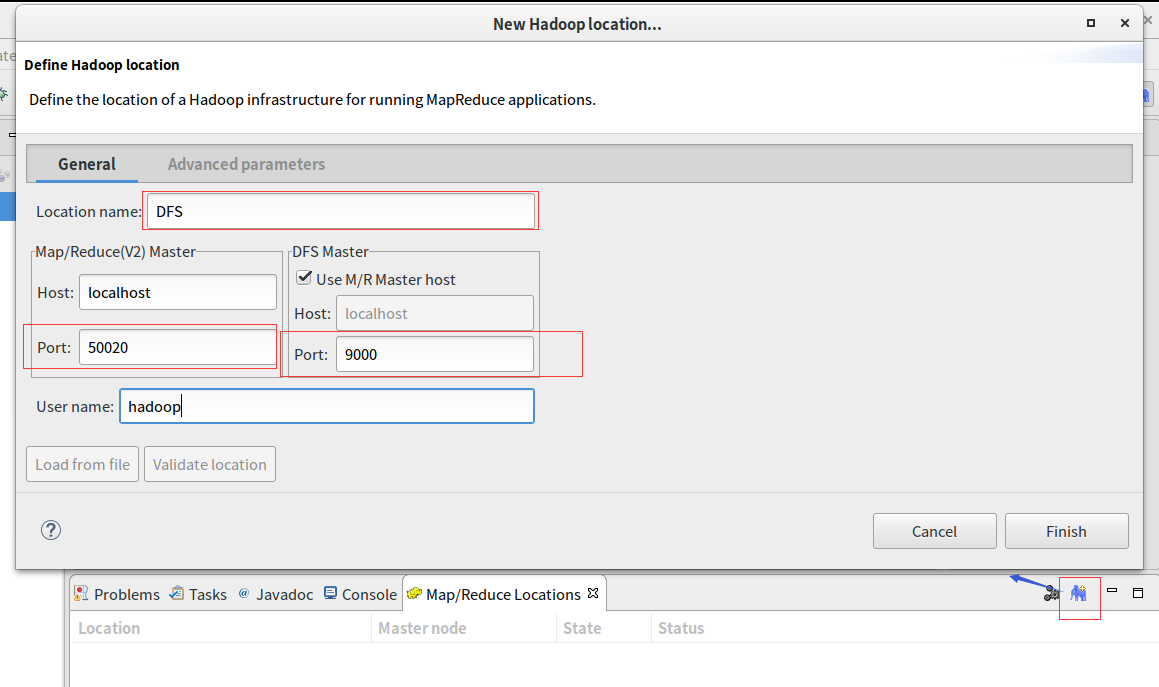 New Hadoop location...
ate
Define Hadoop location
Define the location of a Hadoop infrastructure for running MapReduce applications.
General Advanced parameters
Location name: DFS
Map/Reduce(V2) Master DFS Master
Use M/R Master host
Host: localhost
Host: localhost
Port: 50020
Port: 9000
User name: hadoop
Load from file Validate location
? Cancel Finish
Problems Tasks @ Javadoc Console Map/Reduce Locations
Location Master node State Status